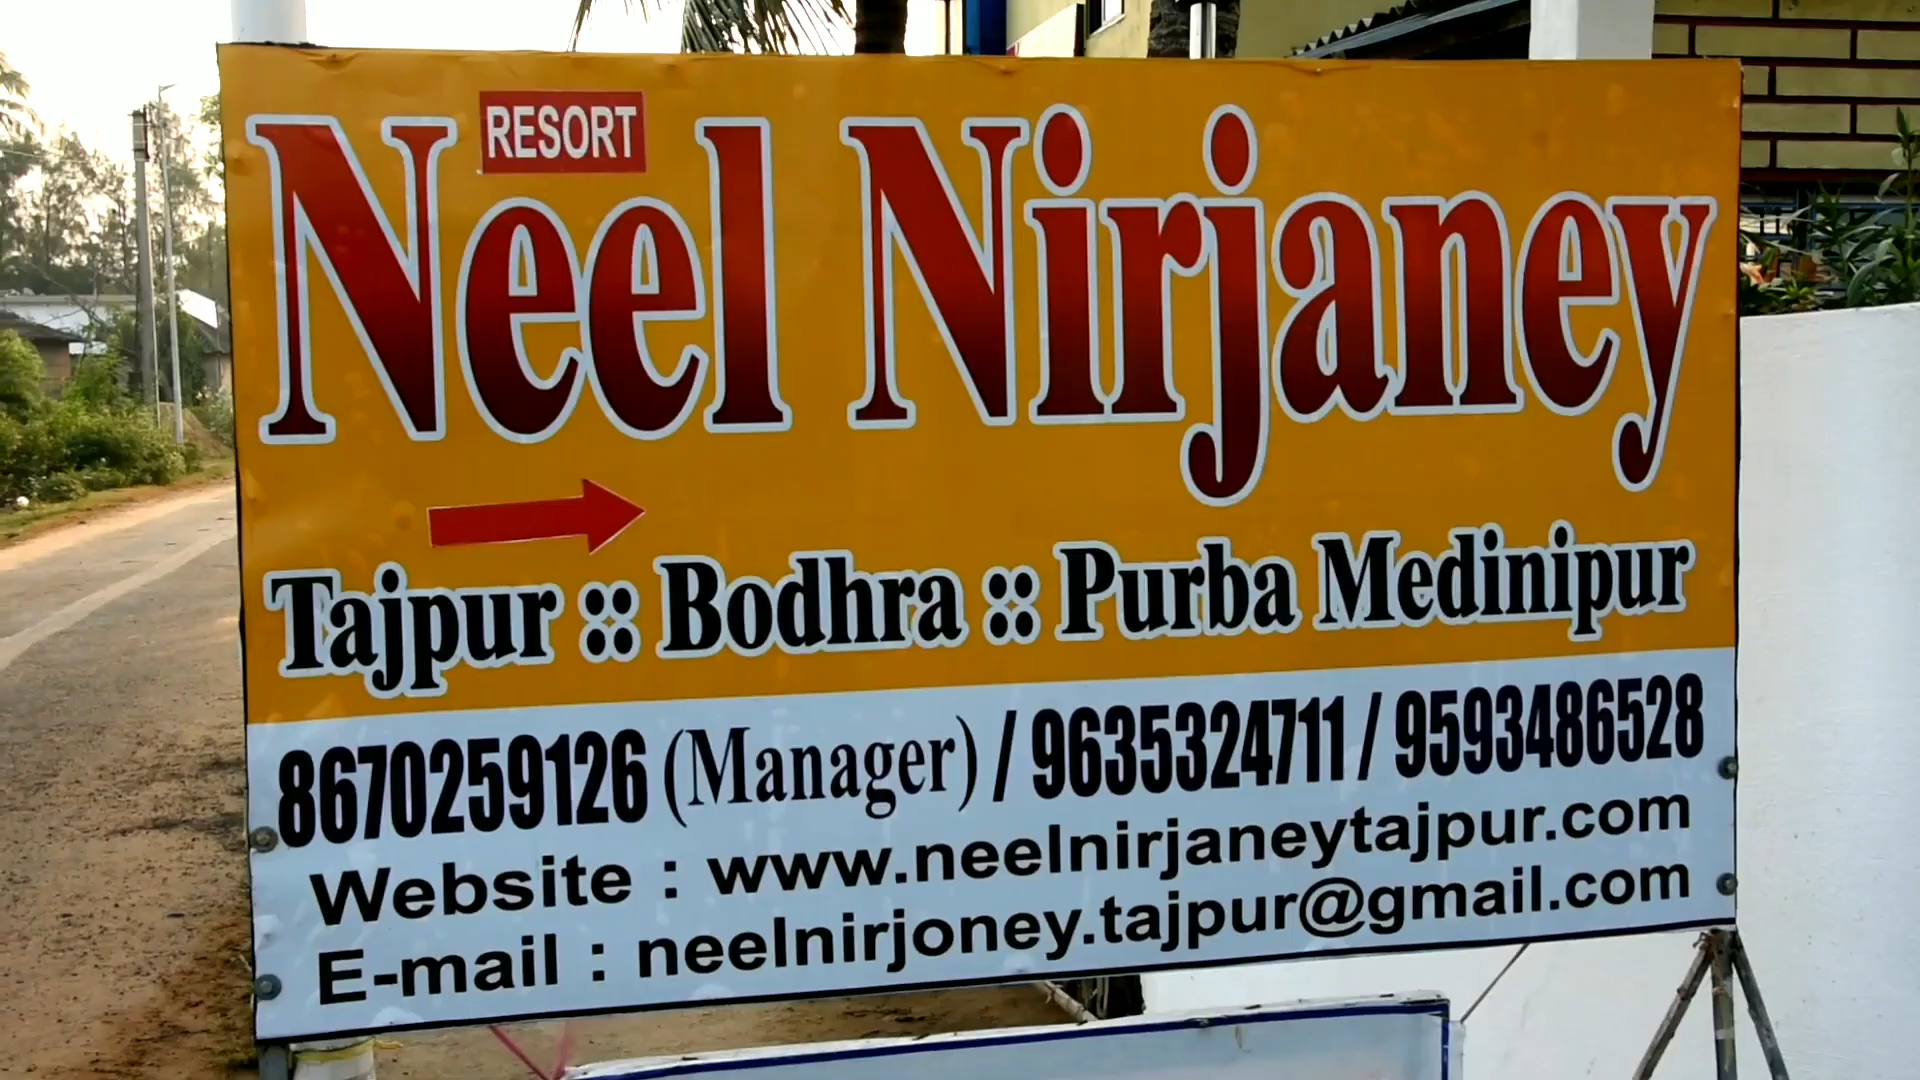 RESORT
Neel Nirjaney
Tajpur :: Bodhra :: Purba Medinipur
8670259126 (Manager) / 9635324711 / 9593486528
Website : www.neelnirjaneytajpur.com
E-mail : neelnirjoney.tajpur@gmail.com